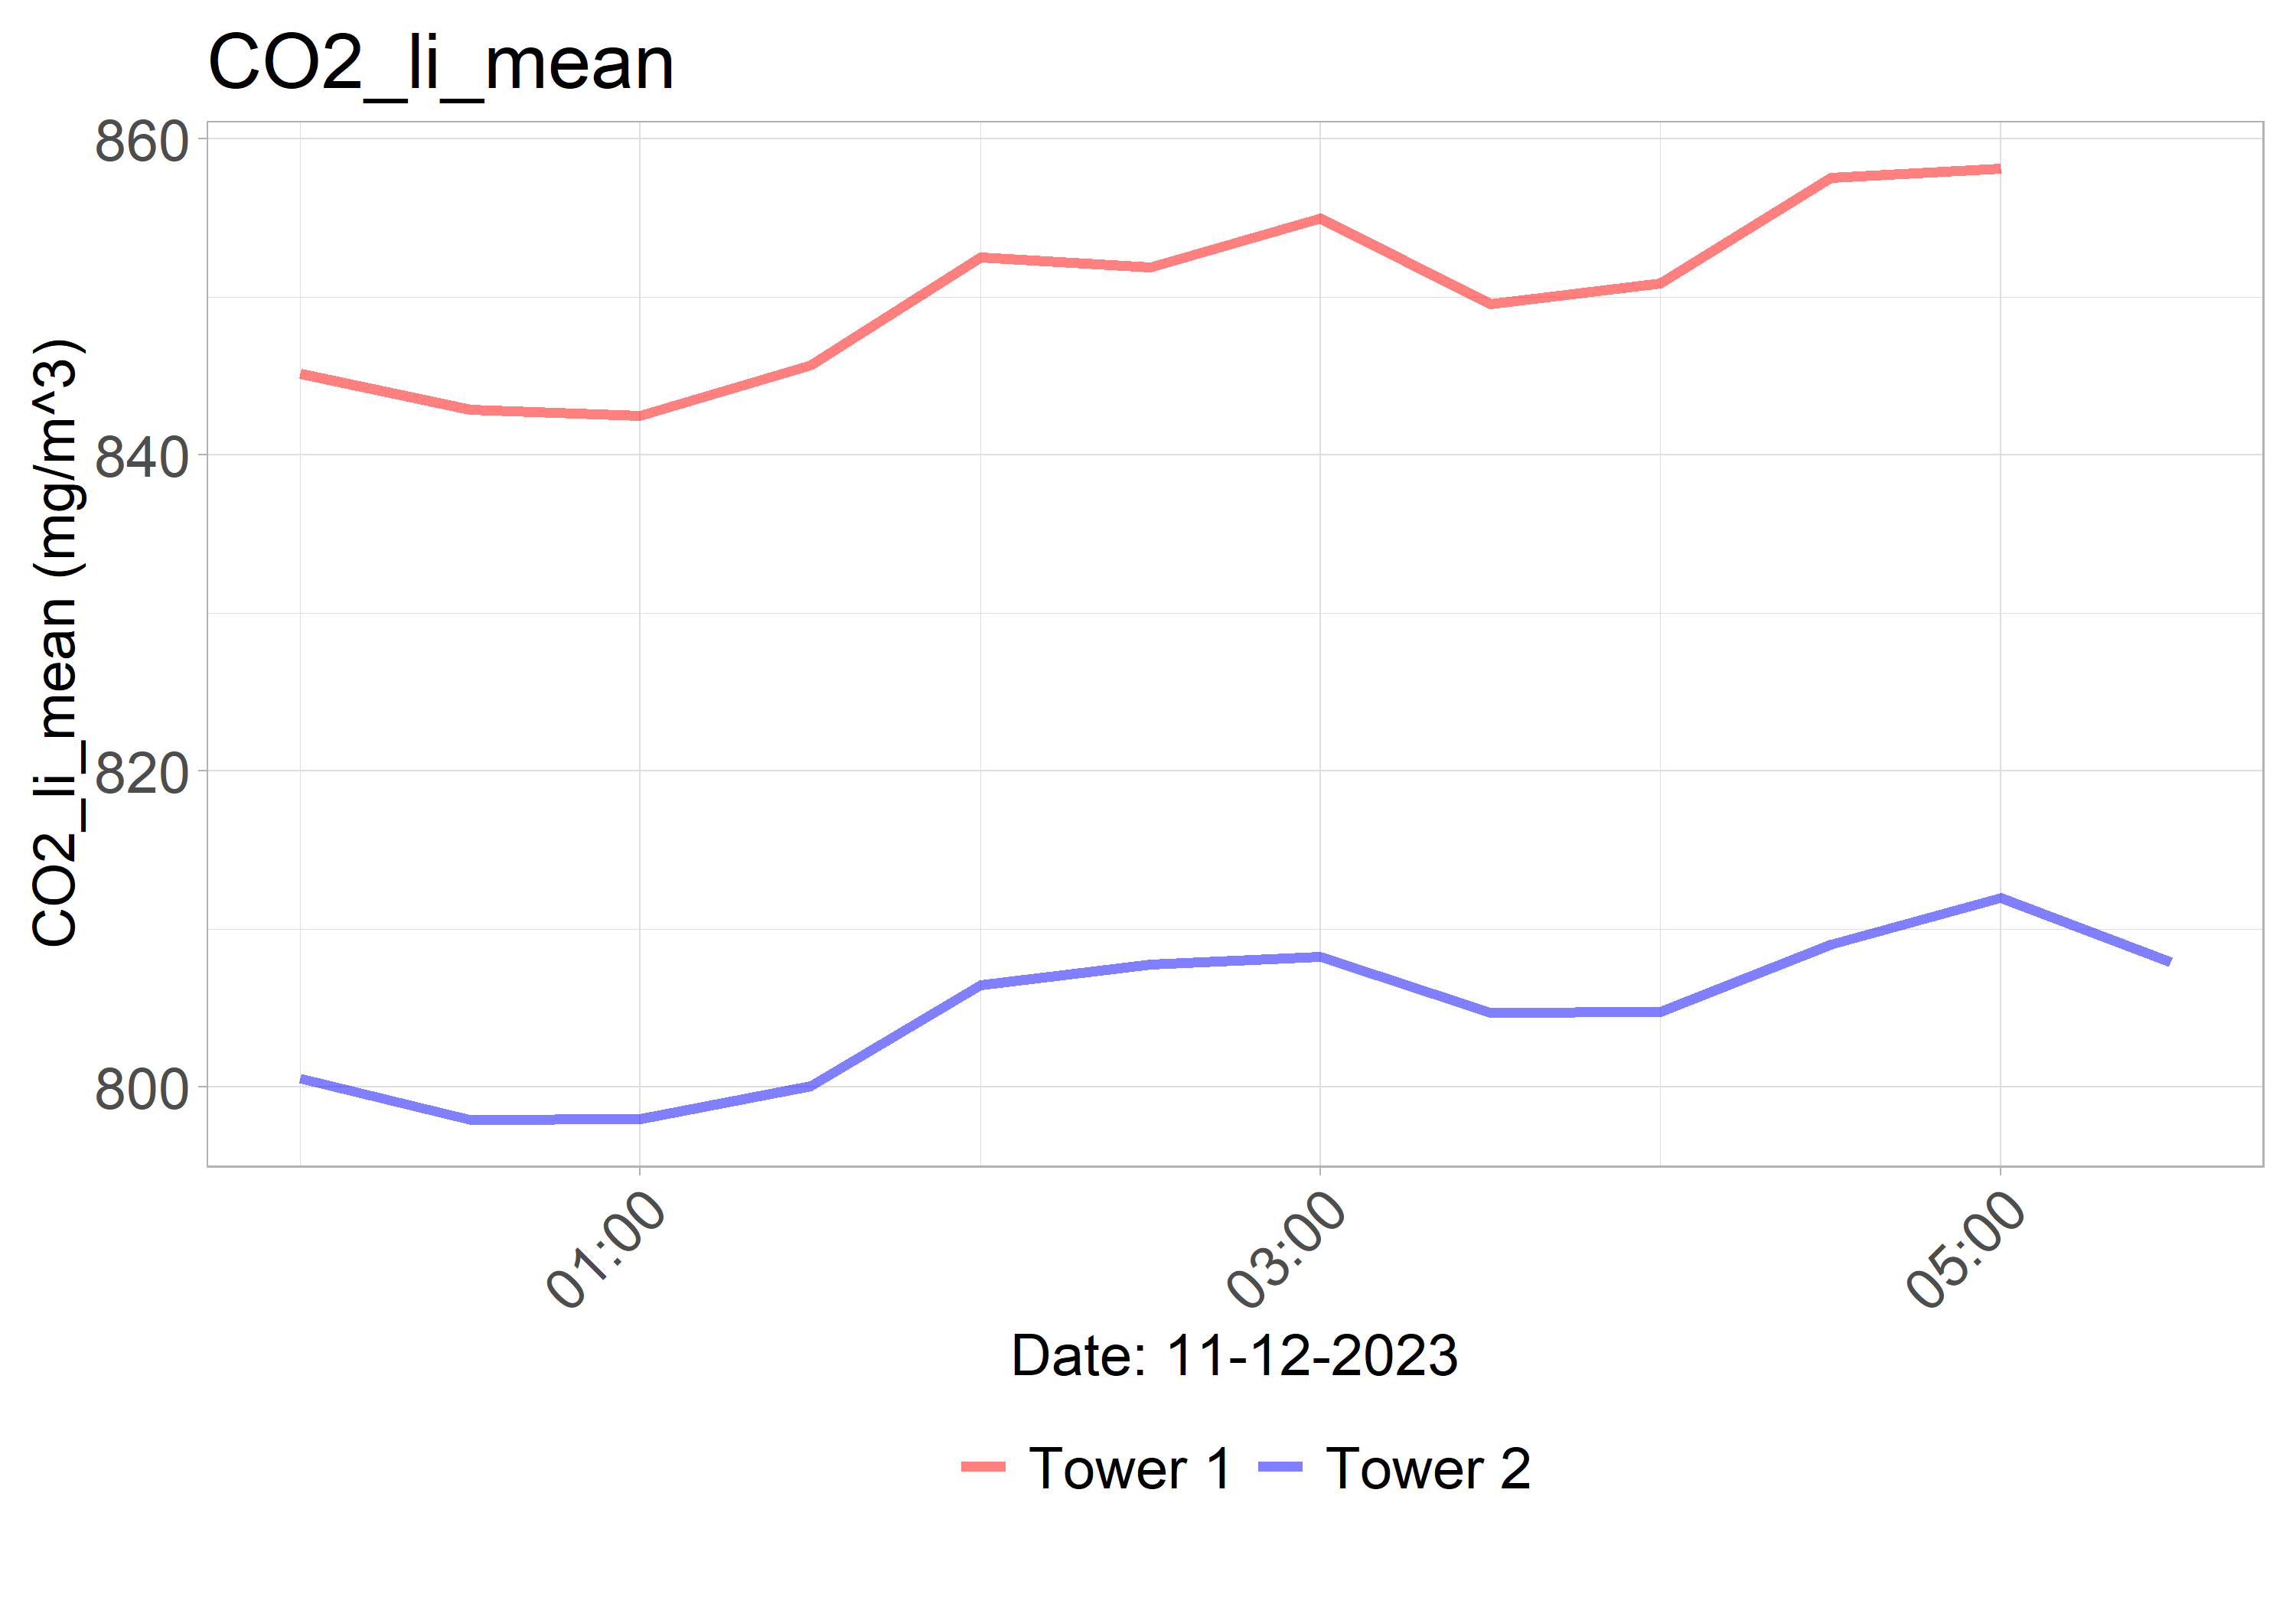 CO2_li_mean
CO2_li_mean (mg/m^3)
860
840
820
800
01:00
03:00
05:00
Date: 11-12-2023
Tower 1
Tower 2